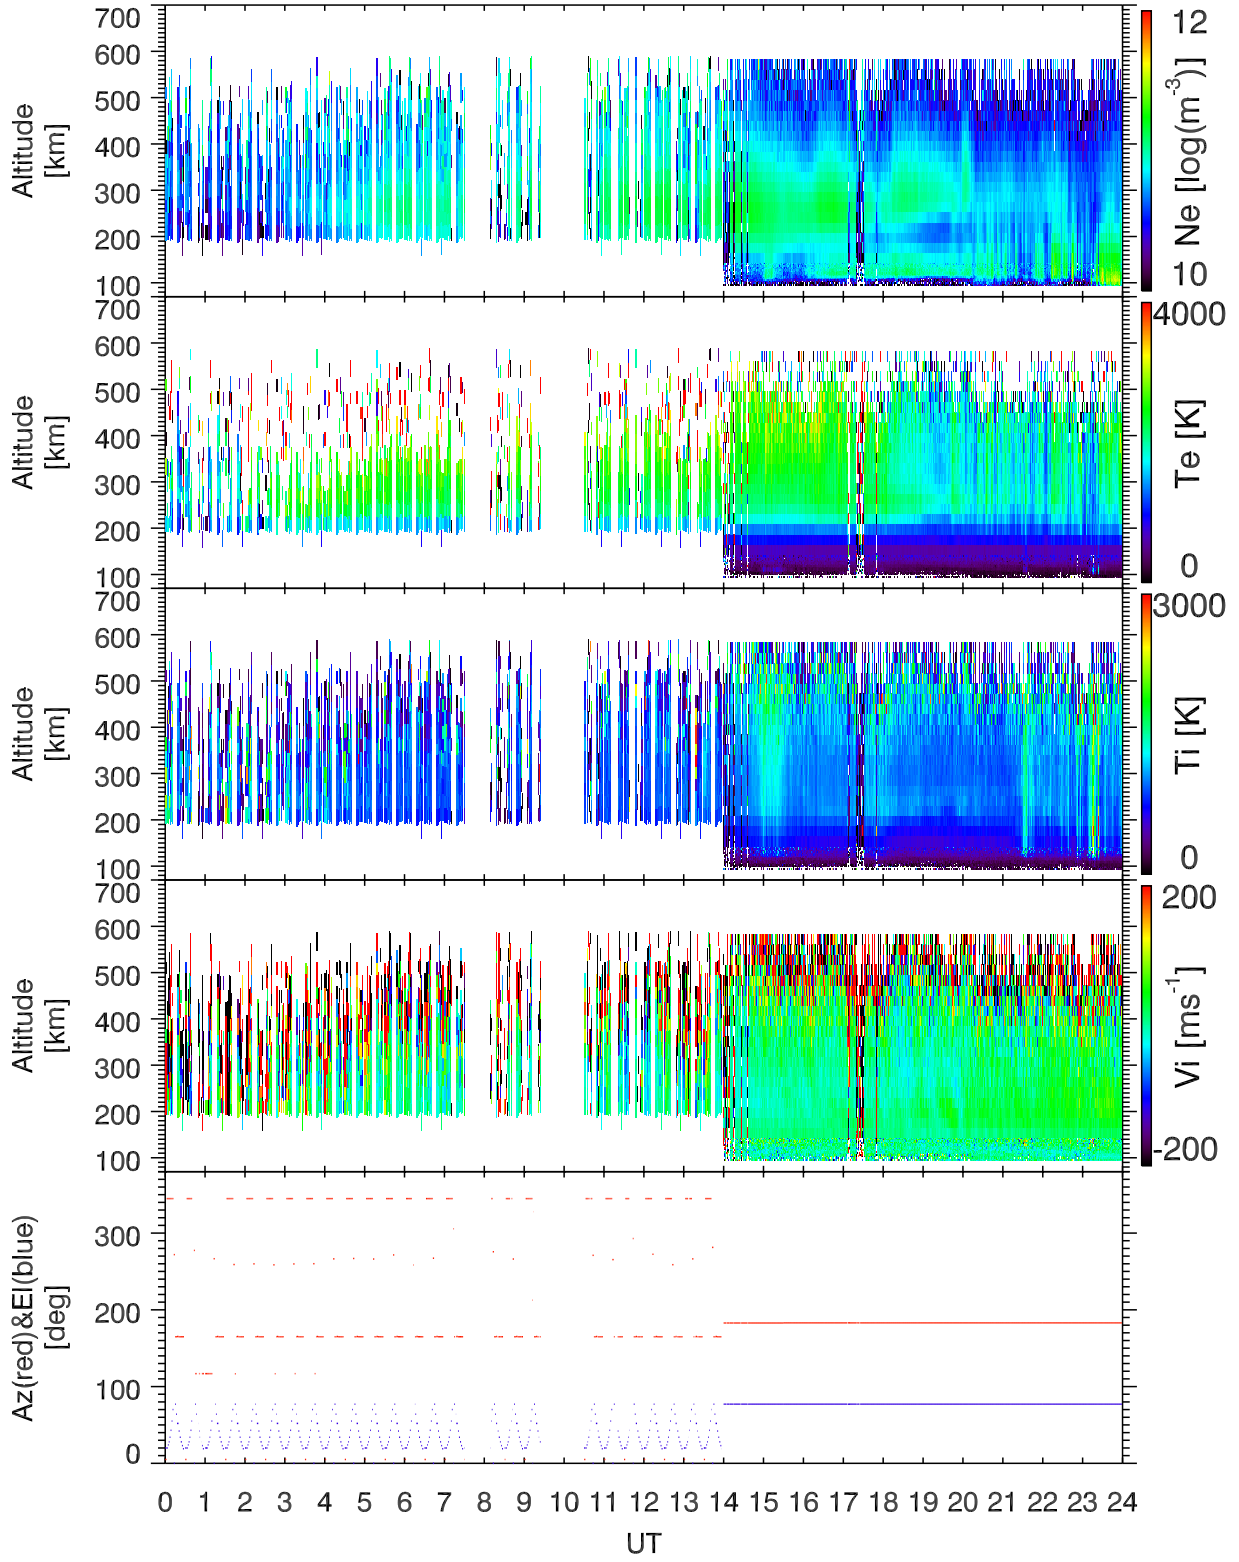 700
600
500
400
300
200
100
Altitude
[km]
12
10
Ne [log(m⁻³)]
700
600
500
400
300
200
100
Altitude
[km]
4000
0
Te [K]
700
600
500
400
300
200
100
Altitude
[km]
3000
0
Ti [K]
700
600
500
400
300
200
100
Altitude
[km]
200
-200
Vi [ms⁻¹]
300
200
100
0
Az(red)&El(blue)
[deg]
0 1 2 3 4 5 6 7 8 9 10 11 12 13 14 15 16 17 18 19 20 21 22 23 24
UT